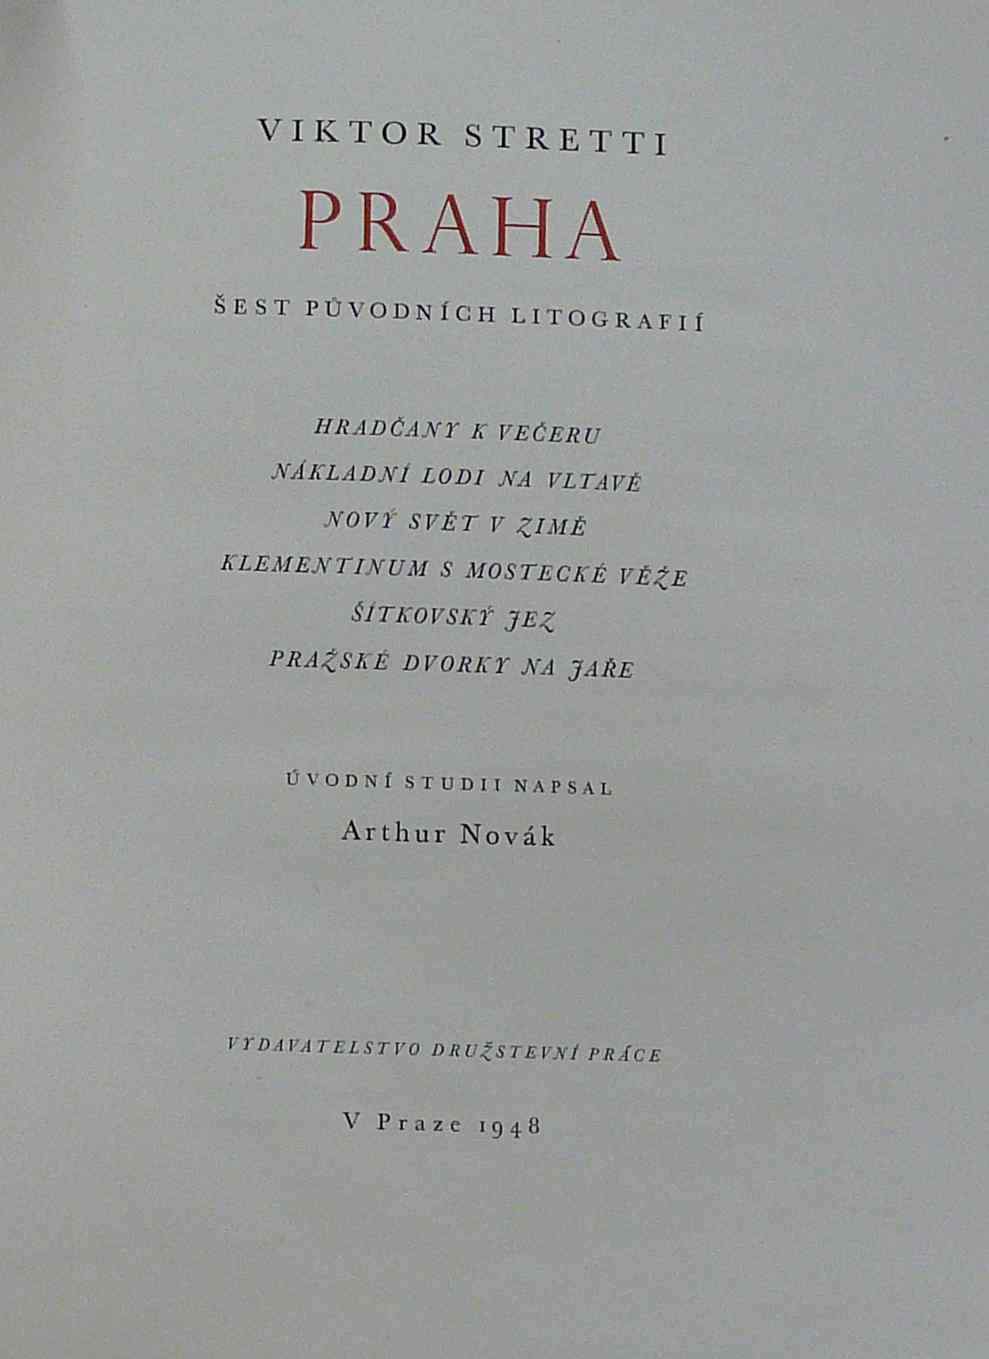 VIKTOR STRETTI
PRAHA
ŠEST PŮVODNÍCH LITOGRAFIÍ
HRADČANY K VEČERU
NÁKLADNÍ LODI NA VLTAVĚ
NOVÝ SVĚT V ZIMĚ
KLEMENTINUM S MOSTECKÉ VĚŽE
ŠÍTKOVSKÝ JEZ
PRAŽSKÉ DVORKY NA JAŘE
ÚVODNÍ STUDII NAPSAL
Arthur Novák
VYDAVATELSTVO DRUŽSTEVNÍ PRÁCE
V Praze 1948